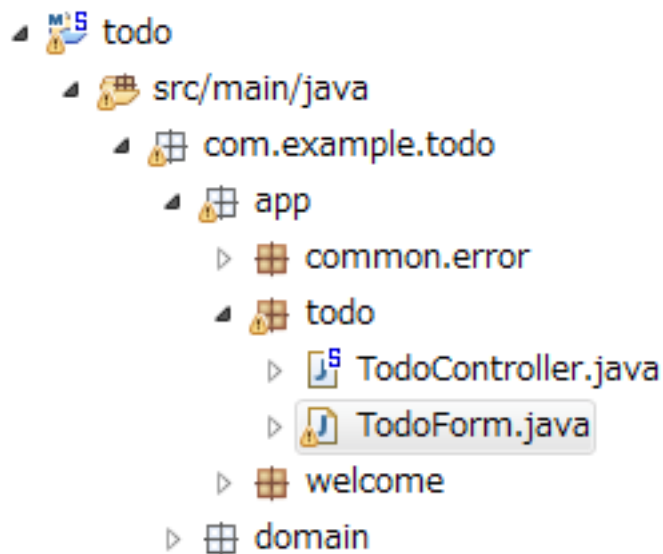 todo
src/main/java
com.example.todo
app
common.error
todo
TodoController.java
TodoForm.java
welcome
domain